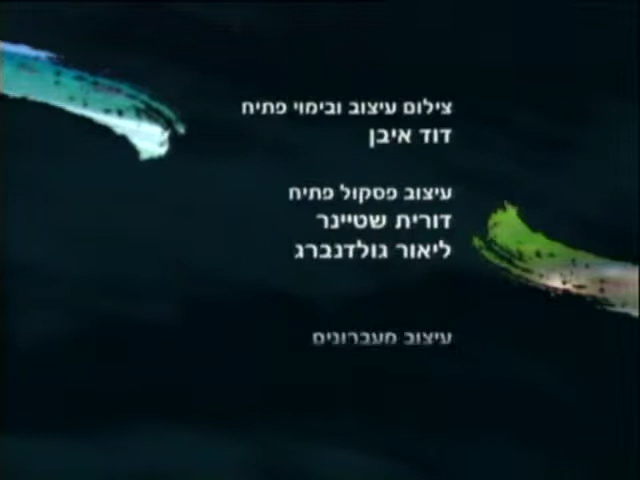 צילום עיצוב ובימוי פתיח
דוד איבן
עיצוב פסקול פתיח
דורית שטיינר
ליאור גולדנברג
עיצוב מעברונים